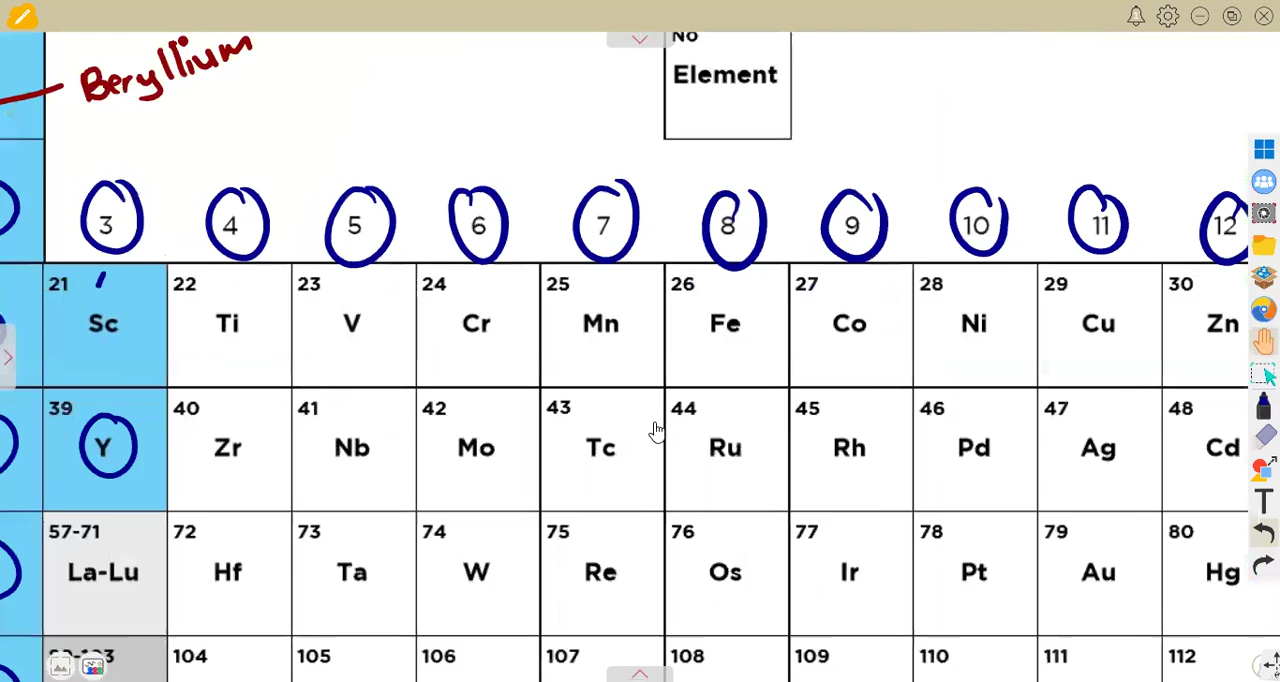 Beryllium
No
Element
3 4 5 6 7 8 9 10 11 12
21 22 23 24 25 26 27 28 29 30
Sc Ti V Cr Mn Fe Co Ni Cu Zn
39 40 41 42 43 44 45 46 47 48
Y Zr Nb Mo Tc Ru Rh Pd Ag Cd
57-71 72 73 74 75 76 77 78 79 80
La-Lu Hf Ta W Re Os Ir Pt Au Hg
104 105 106 107 108 109 110 111 112